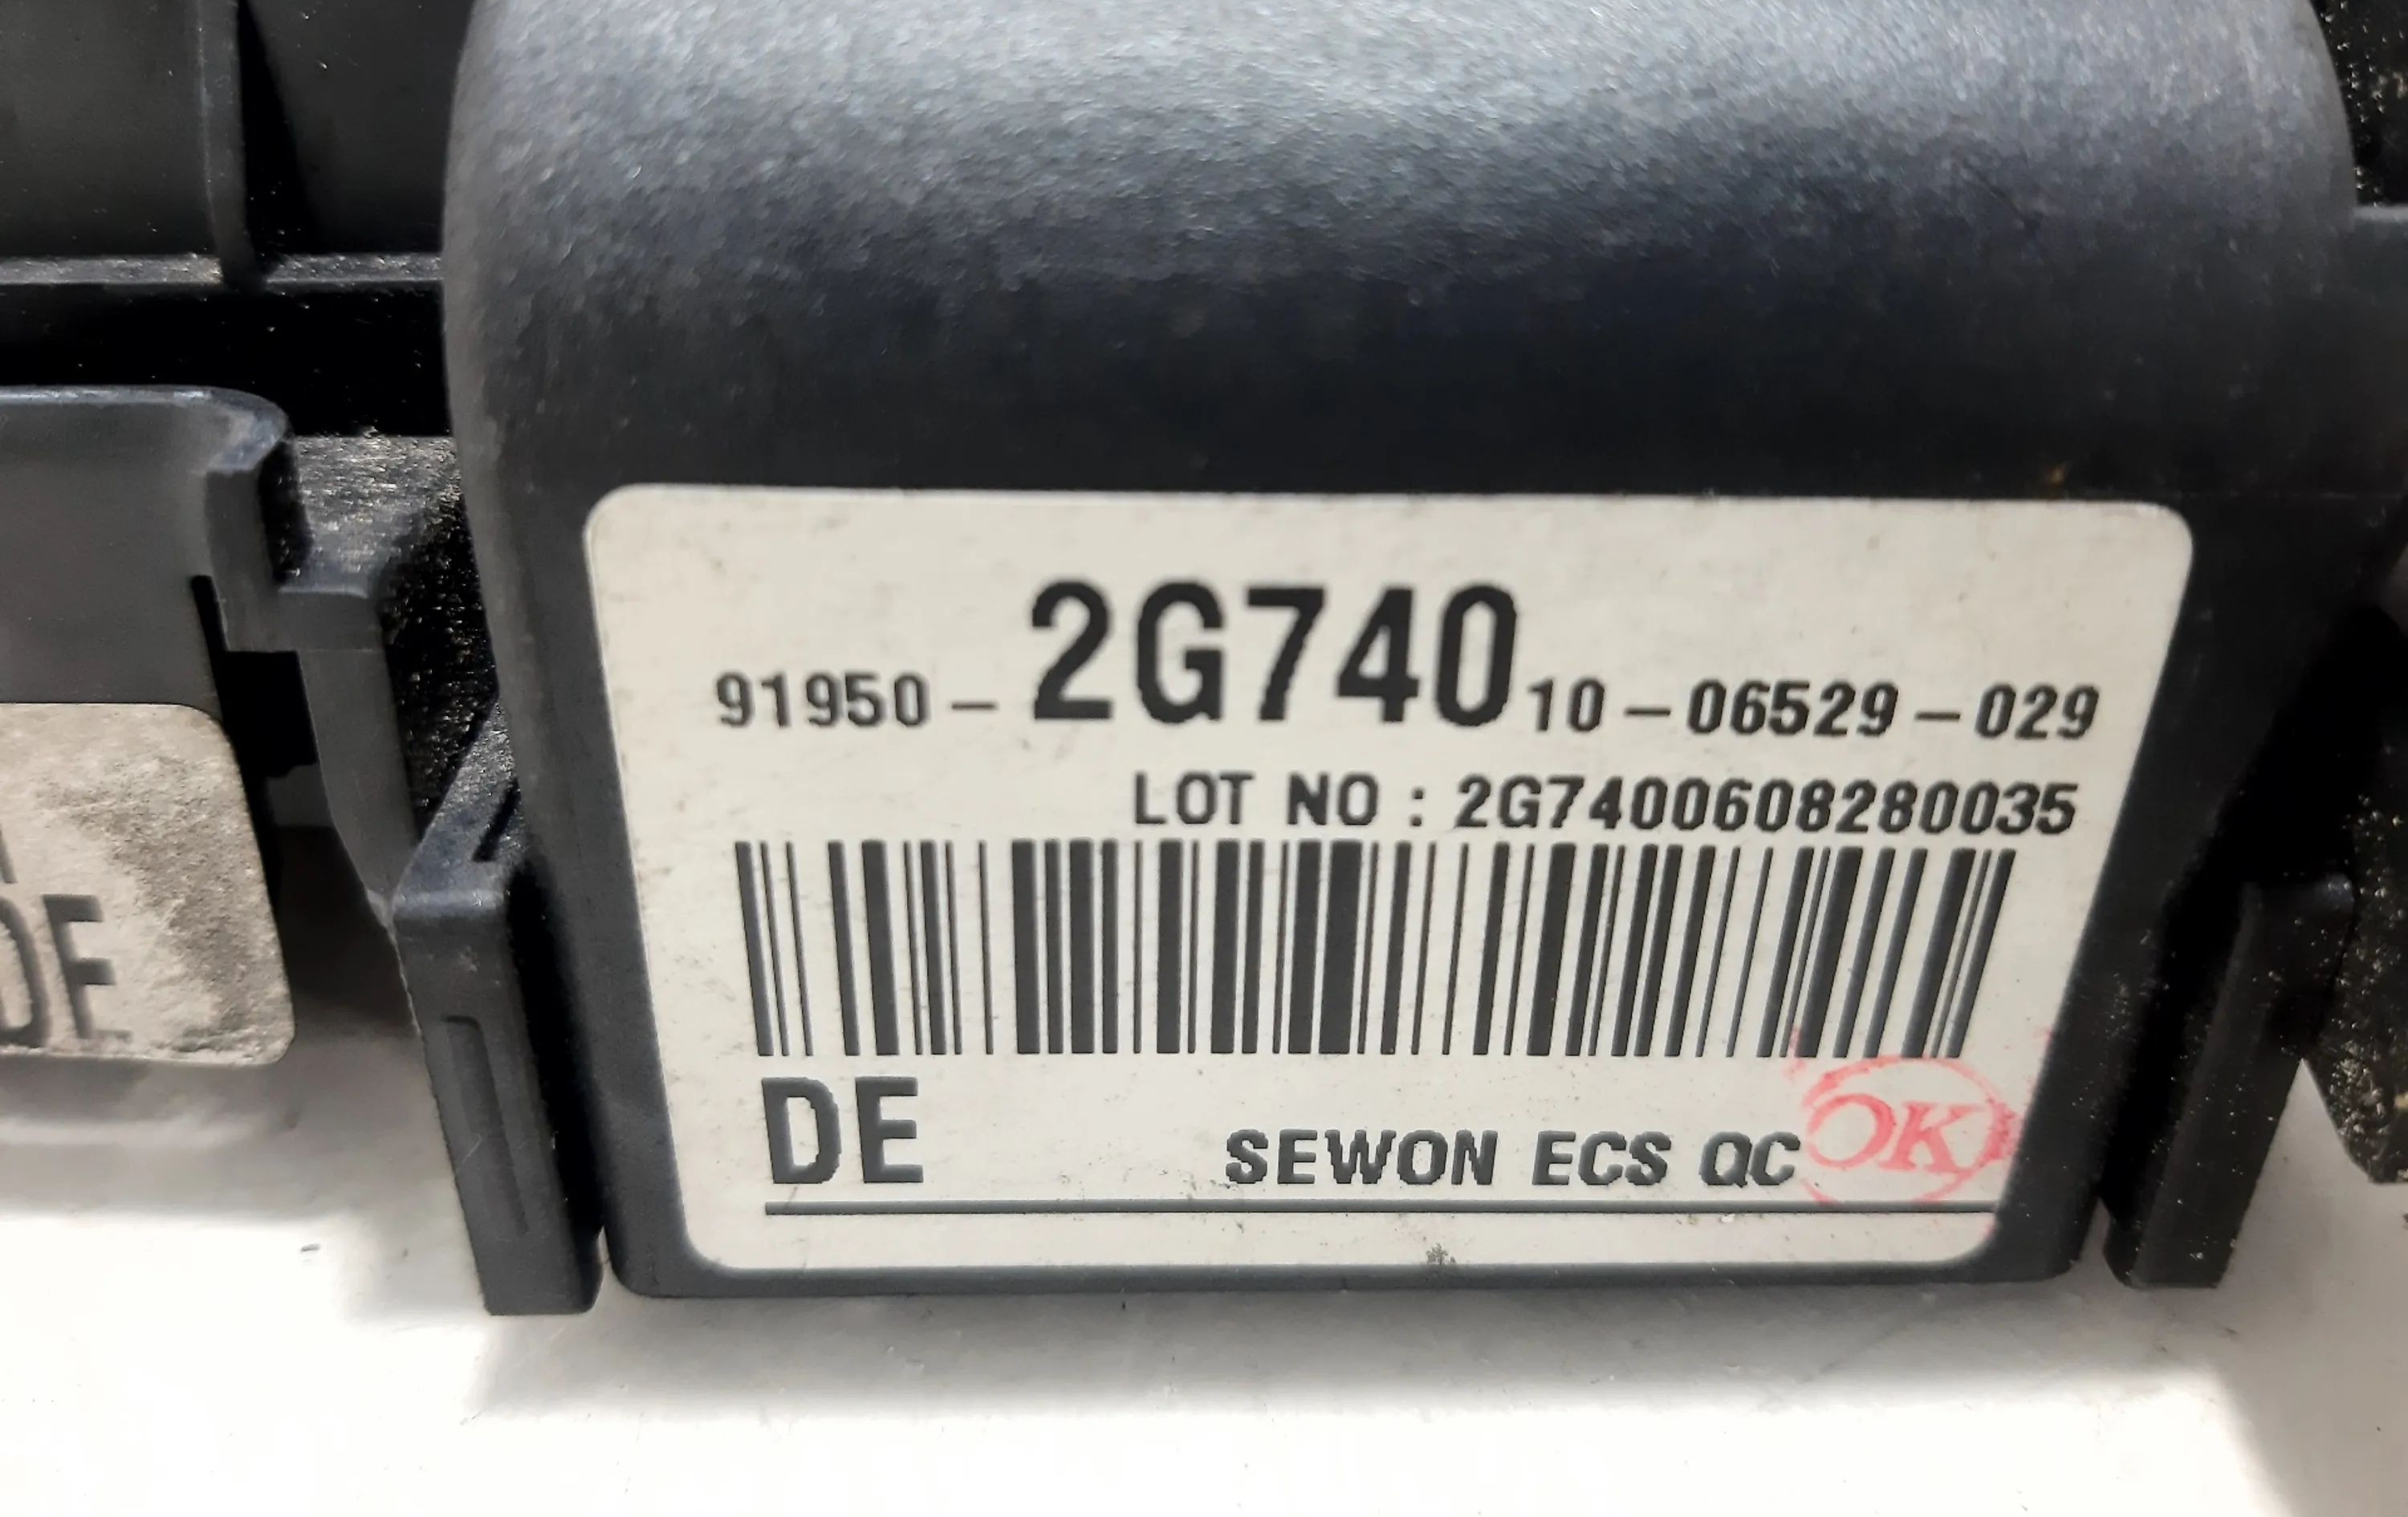 91950-2G740 10-06529-029
LOT NO : 2G7400608280035
DE
SEWON ECS QC
OK
DE